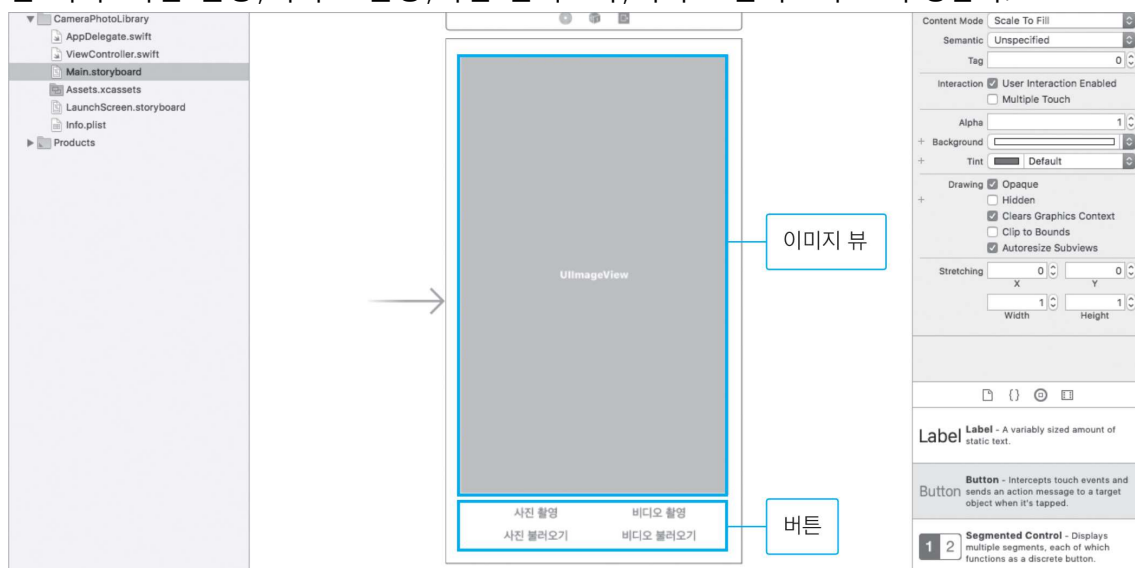 CameraPhotoLibrary
AppDelegate.swift
ViewController.swift
Main.storyboard
Assets.xcassets
LaunchScreen.storyboard
Info.plist
Products
UIImageView
이미지 뷰
사진 촬영 비디오 촬영
사진 불러오기 비디오 불러오기
버튼
Content Mode Scale To Fill
Semantic Unspecified
Tag 0
Interaction User Interaction Enabled
Multiple Touch
Alpha 1
+ Background
+ Tint Default
Drawing Opaque
+ Hidden
Clears Graphics Context
Clip to Bounds
Autoresize Subviews
Stretching 0 0
X Y
1 1
Width Height
{}
Label Label - A variably sized amount of
static text.
Button Button - Intercepts touch events and
sends an action message to a target
object when it's tapped.
1 2 Segmented Control - Displays
multiple segments, each of which
functions as a discrete button.